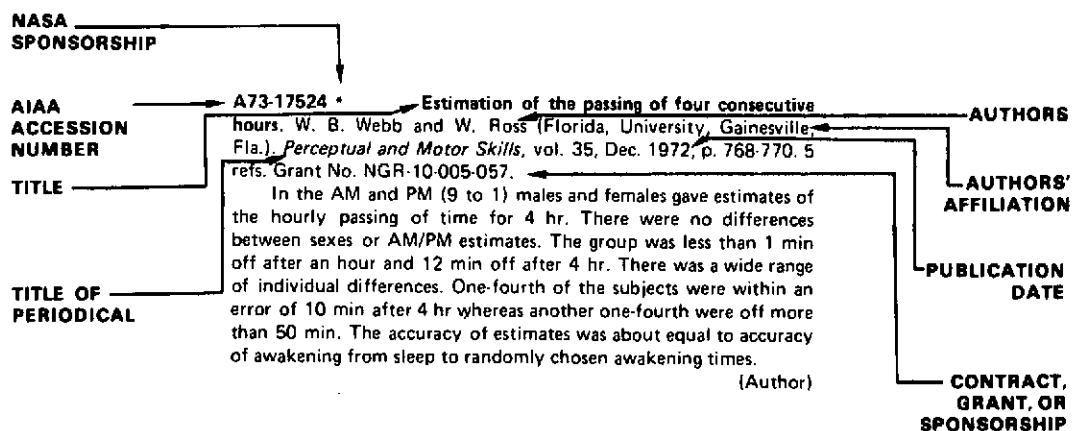 NASA
SPONSORSHIP
AIAA
ACCESSION
NUMBER
TITLE
TITLE OF
PERIODICAL
A73-17524 * Estimation of the passing of four consecutive
hours. W. B. Webb and W. Ross (Florida, University, Gainesville,
Fla.). Perceptual and Motor Skills, vol. 35, Dec. 1972, p. 768-770. 5
refs. Grant No. NGR-10-005-057.
In the AM and PM (9 to 1) males and females gave estimates of
the hourly passing of time for 4 hr. There were no differences
between sexes or AM/PM estimates. The group was less than 1 min
off after an hour and 12 min off after 4 hr. There was a wide range
of individual differences. One-fourth of the subjects were within an
error of 10 min after 4 hr whereas another one-fourth were off more
than 50 min. The accuracy of estimates was about equal to accuracy
of awakening from sleep to randomly chosen awakening times.
(Author)
AUTHORS
AUTHORS'
AFFILIATION
PUBLICATION
DATE
CONTRACT,
GRANT, OR
SPONSORSHIP